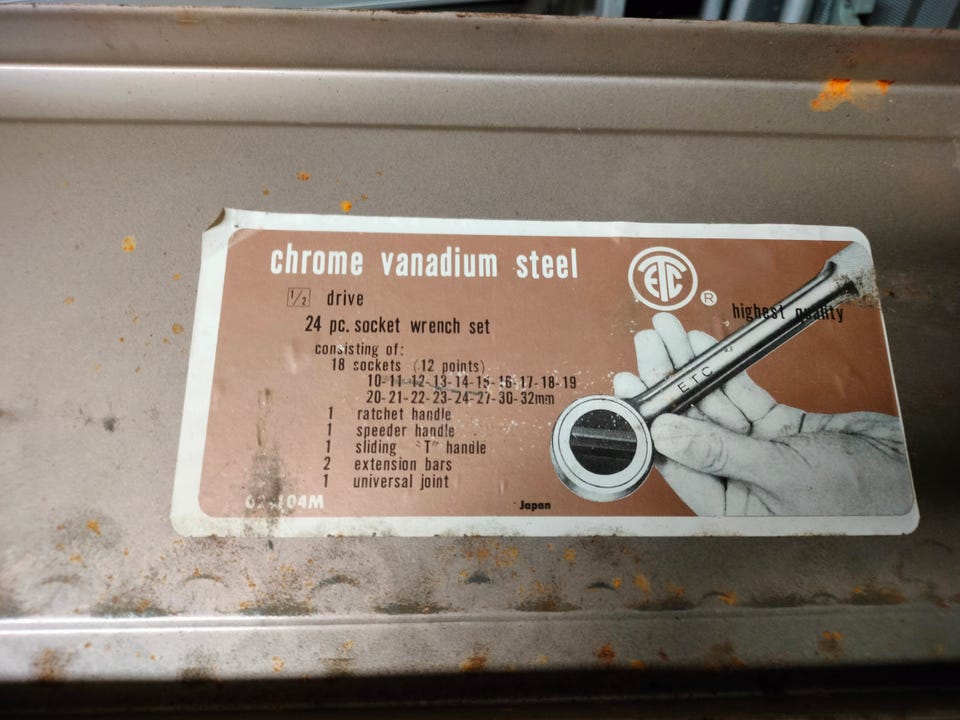 chrome vanadium steel
ETC
®
1/2 drive
highest quality
24 pc. socket wrench set
consisting of:
18 sockets (12 points)
10-11-12-13-14-15-16-17-18-19
20-21-22-23-24-27-30-32mm
1 ratchet handle
1 speeder handle
1 sliding "T" handle
2 extension bars
1 universal joint
ETC
Japan